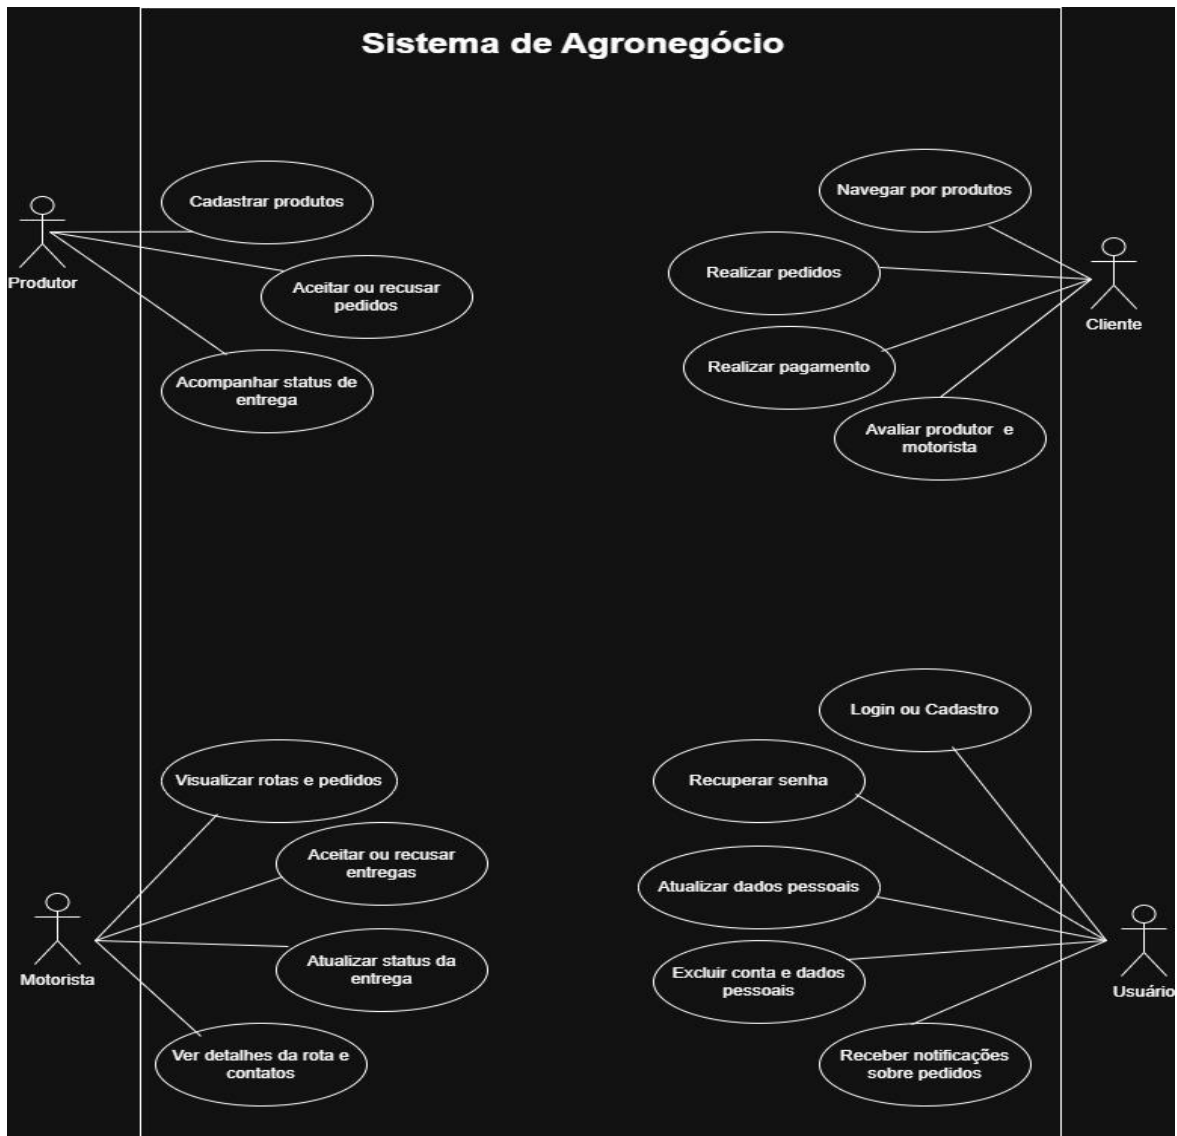 Sistema de Agronegócio
Cadastrar produtos
Aceitar ou recusar
pedidos
Acompanhar status de
entrega
Produtor
Navegar por produtos
Realizar pedidos
Realizar pagamento
Avaliar produtor e
motorista
Cliente
Visualizar rotas e pedidos
Aceitar ou recusar
entregas
Atualizar status da
entrega
Ver detalhes da rota e
contatos
Motorista
Login ou Cadastro
Recuperar senha
Atualizar dados pessoais
Excluir conta e dados
pessoais
Receber notificações
sobre pedidos
Usuário